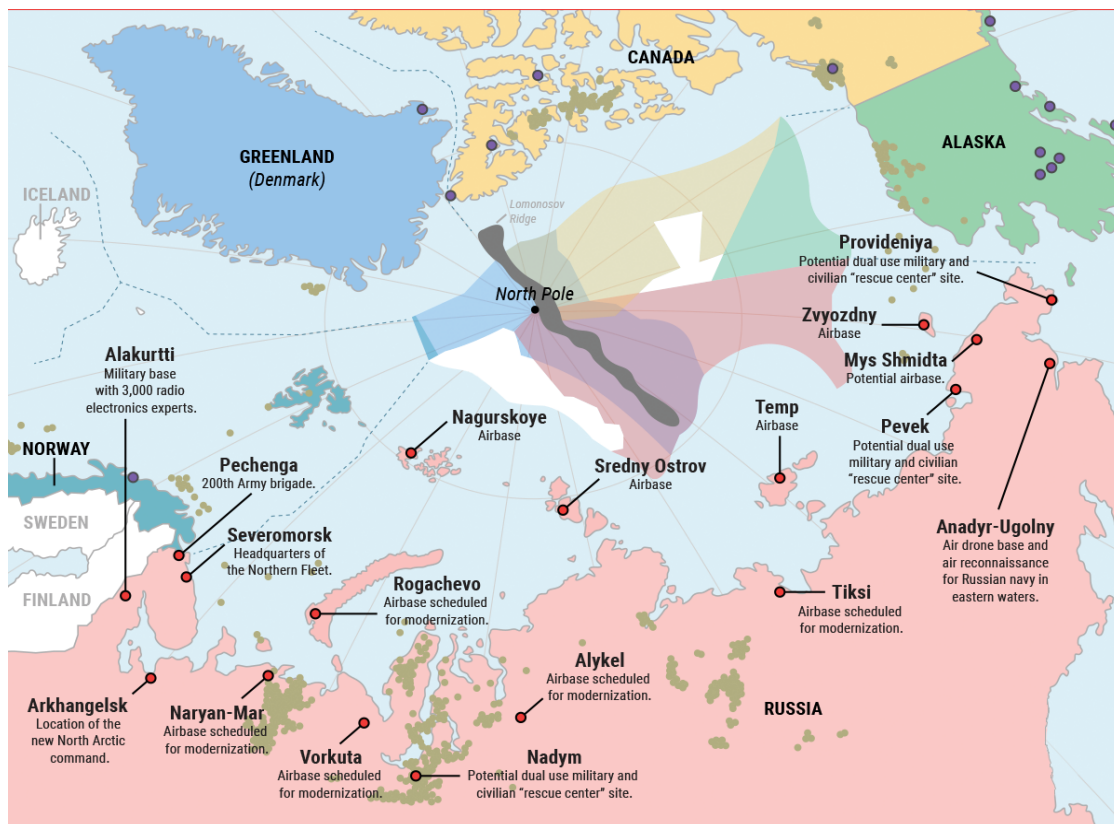 CANADA
GREENLAND
(Denmark)
ALASKA
ICELAND
Lomonosov
Ridge
North Pole
Provideniya
Potential dual use military and
civilian “rescue center” site.
Zvyozdny
Airbase
Mys Shmidta
Potential airbase.
Alakurtti
Military base
with 3,000 radio
electronics experts.
Nagurskoye
Airbase
Temp
Airbase
Pevek
Potential dual use
military and civilian
“rescue center” site.
NORWAY
Pechenga
200th Army brigade.
Sredny Ostrov
Airbase
SWEDEN
Severomorsk
Headquarters of
the Northern Fleet.
Anadyr-Ugolny
Air drone base and
air reconnaissance
for Russian navy in
eastern waters.
FINLAND
Rogachevo
Airbase scheduled
for modernization.
Tiksi
Airbase scheduled
for modernization.
Alykel
Airbase scheduled
for modernization.
Arkhangelsk
Location of the
new North Arctic
command.
Naryan-Mar
Airbase scheduled
for modernization.
RUSSIA
Vorkuta
Airbase scheduled
for modernization.
Nadym
Potential dual use military and
civilian “rescue center” site.